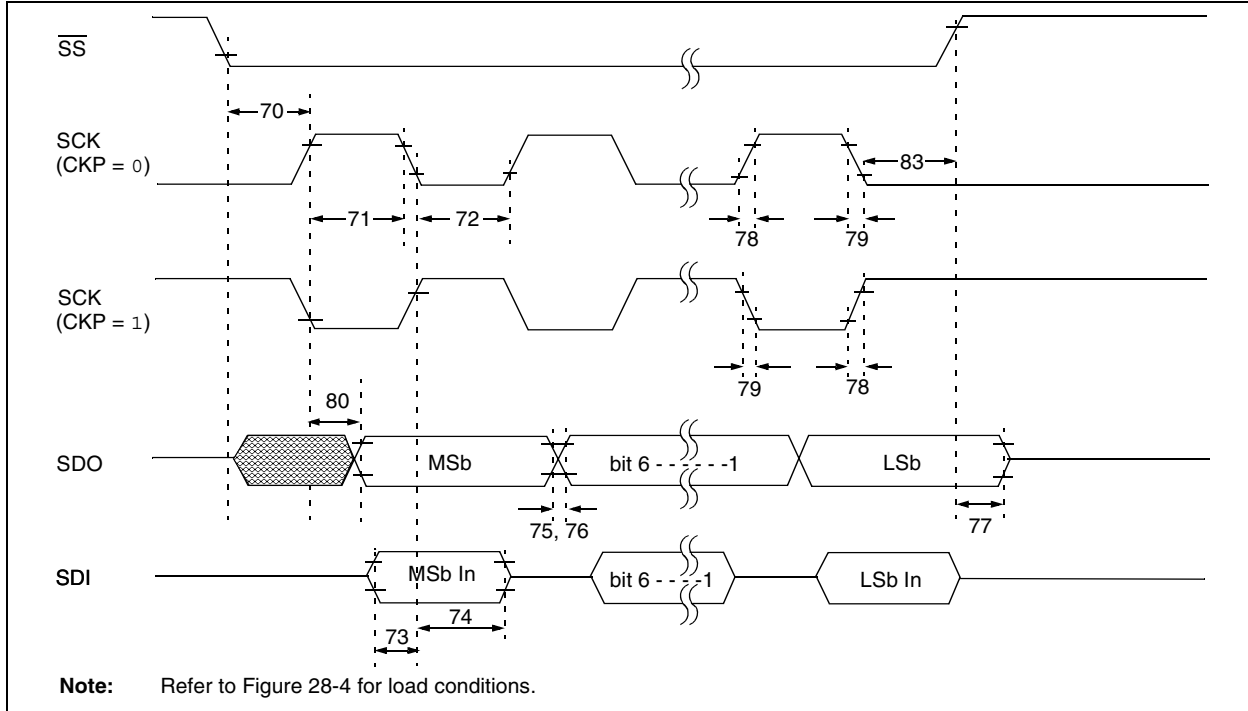 SS
70
SCK
(CKP = 0)
83
71
72
78
79
SCK
(CKP = 1)
79
78
80
SDO
MSb
bit 6 - - - - - -1
LSb
75, 76
77
SDI
MSb In
bit 6 - - - -1
LSb In
74
73
Note: Refer to Figure 28-4 for load conditions.